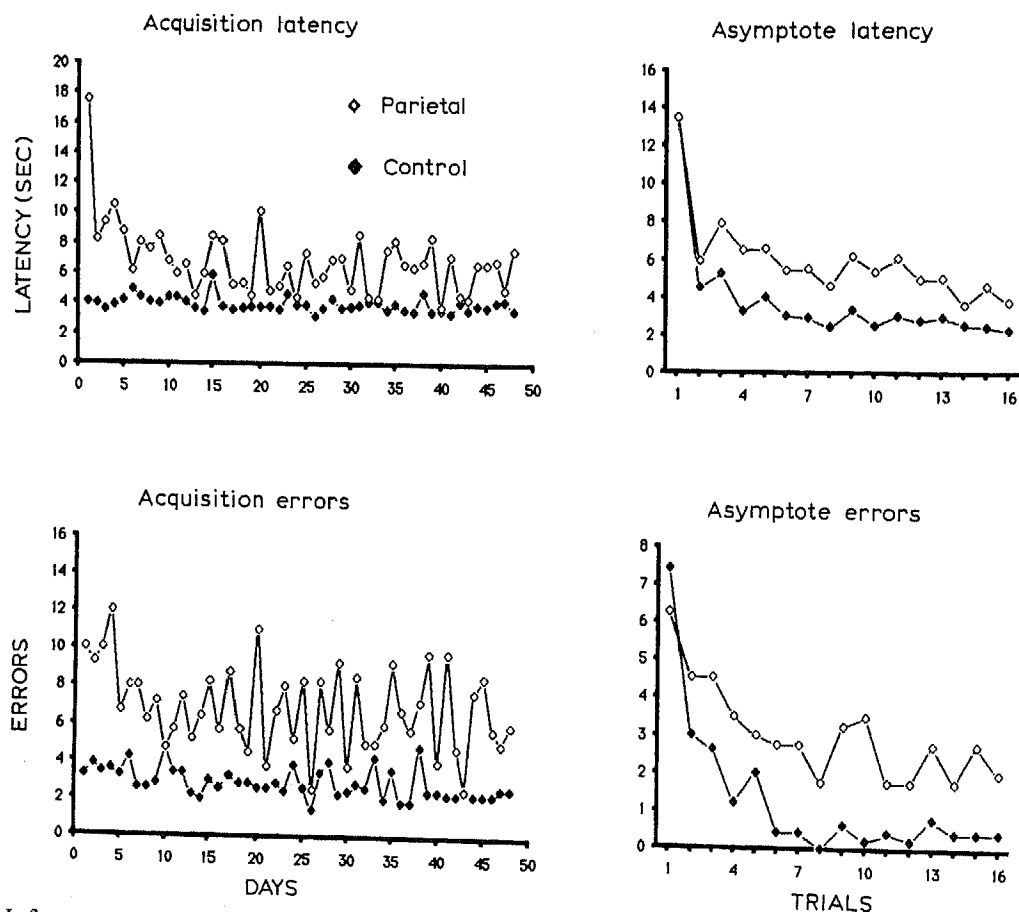 Acquisition latency
20
18
16
14
12
10
8
6
4
2
0
LATENCY (SEC)
Parietal
Control
0 5 10 15 20 25 30 35 40 45 50
Asymptote latency
16
14
12
10
8
6
4
2
0
1 4 7 10 13 16
Acquisition errors
16
14
12
10
8
6
4
2
0
ERRORS
0 5 10 15 20 25 30 35 40 45 50
DAYS
Asymptote errors
8
7
6
5
4
3
2
1
0
1 4 7 10 13 16
TRIALS